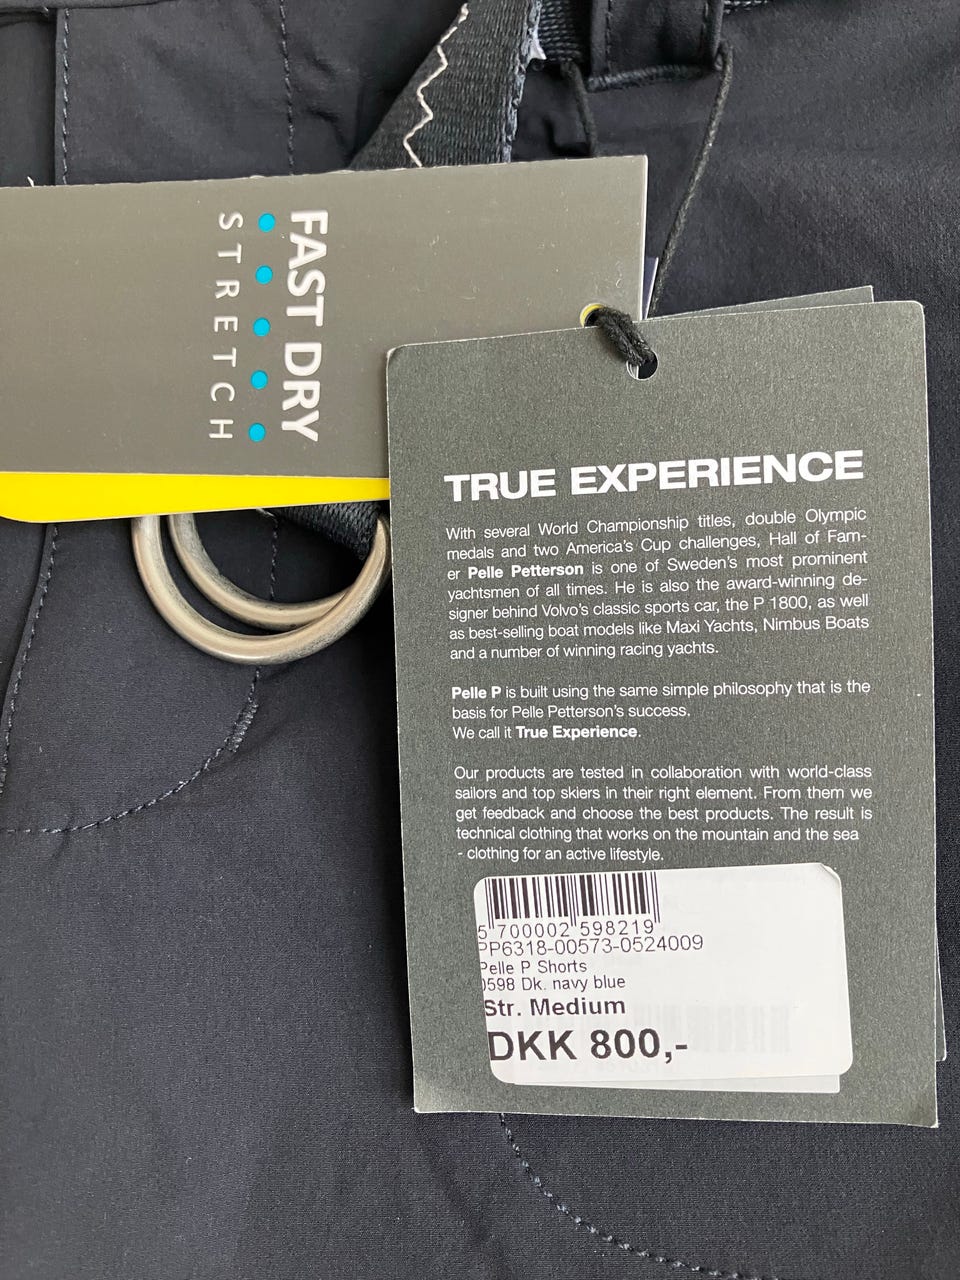 FAST DRY
STRETCH
TRUE EXPERIENCE
With several World Championship titles, double Olympic
medals and two America's Cup challenges, Hall of Fam-
er Pelle Petterson is one of Sweden's most prominent
yachtsmen of all times. He is also the award-winning de-
signer behind Volvo's classic sports car, the P 1800, as well
as best-selling boat models like Maxi Yachts, Nimbus Boats
and a number of winning racing yachts.
Pelle P is built using the same simple philosophy that is the
basis for Pelle Petterson's success.
We call it True Experience.
Our products are tested in collaboration with world-class
sailors and top skiers in their right element. From them we
get feedback and choose the best products. The result is
technical clothing that works on the mountain and the sea
- clothing for an active lifestyle.
5 700002 598219
PP6318-00573-0524009
Pelle P Shorts
0598 Dk. navy blue
Str. Medium
DKK 800,-